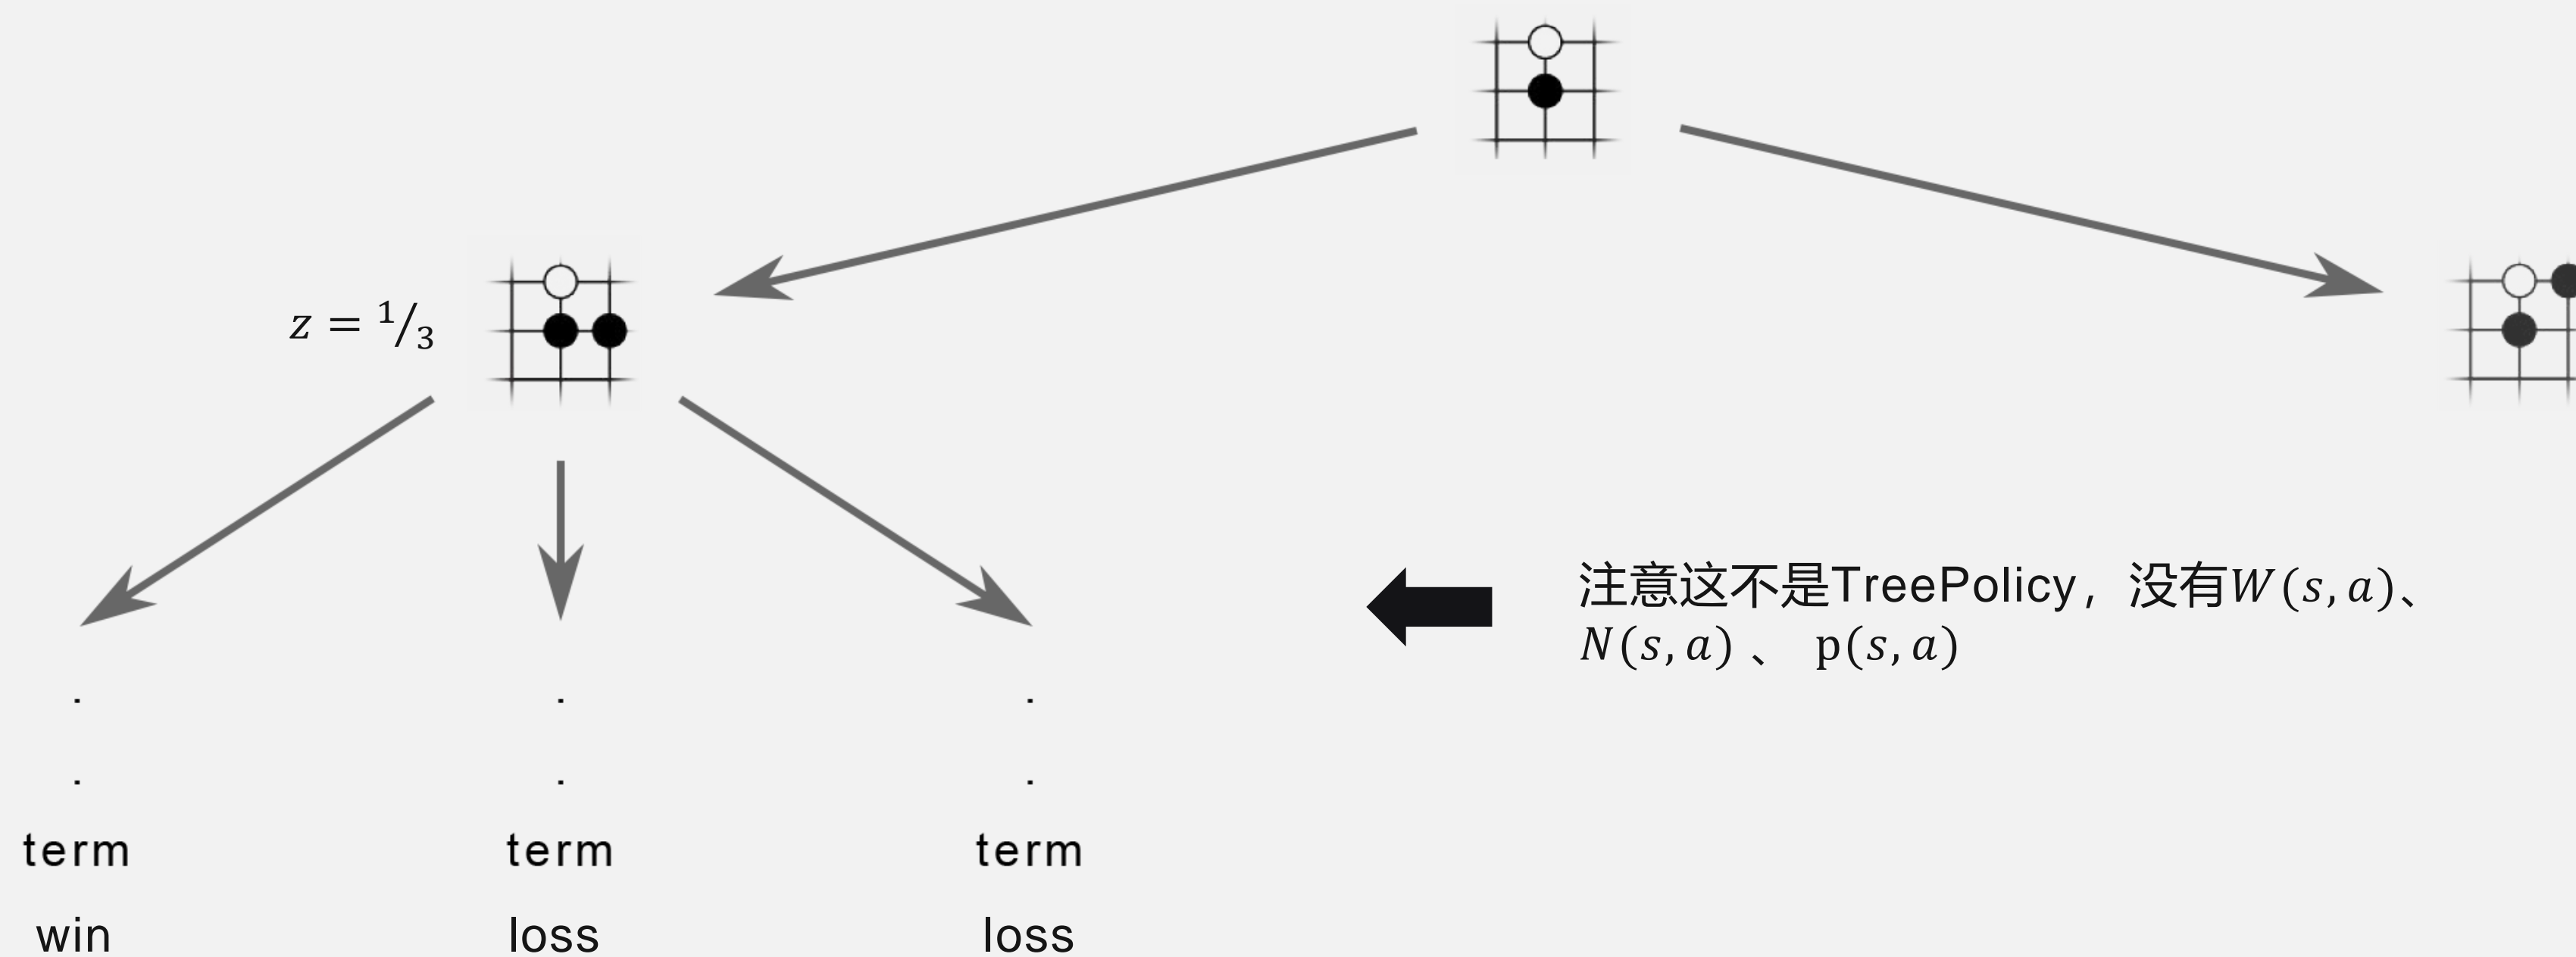 z = 1/3
注意这不是TreePolicy，没有W(s,a)、
N(s,a) 、 p(s,a)
. . .
. . .
term term term
win loss loss